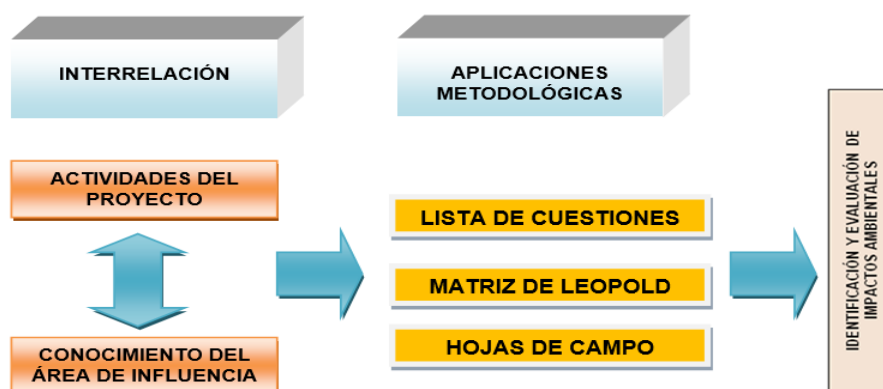 INTERRELACIÓN
APLICACIONES
METODOLÓGICAS
ACTIVIDADES DEL
PROYECTO
CONOCIMIENTO DEL
ÁREA DE INFLUENCIA
LISTA DE CUESTIONES
MATRIZ DE LEOPOLD
HOJAS DE CAMPO
IDENTIFICACIÓN Y EVALUACIÓN DE
IMPACTOS AMBIENTALES